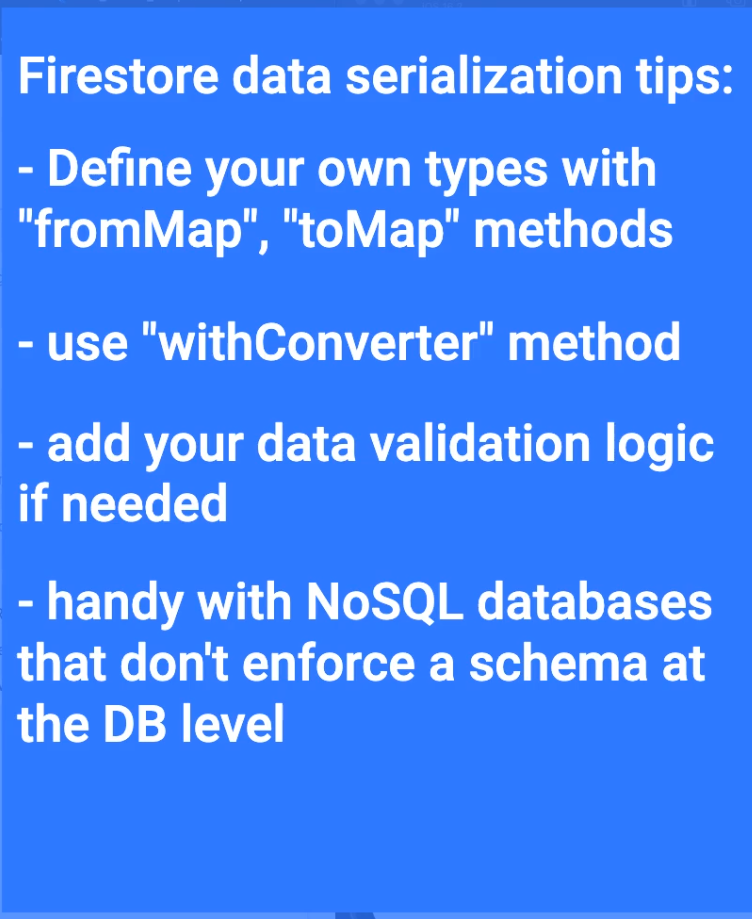 Firestore data serialization tips:
- Define your own types with
"fromMap", "toMap" methods
- use "withConverter" method
- add your data validation logic
if needed
- handy with NoSQL databases
that don't enforce a schema at
the DB level